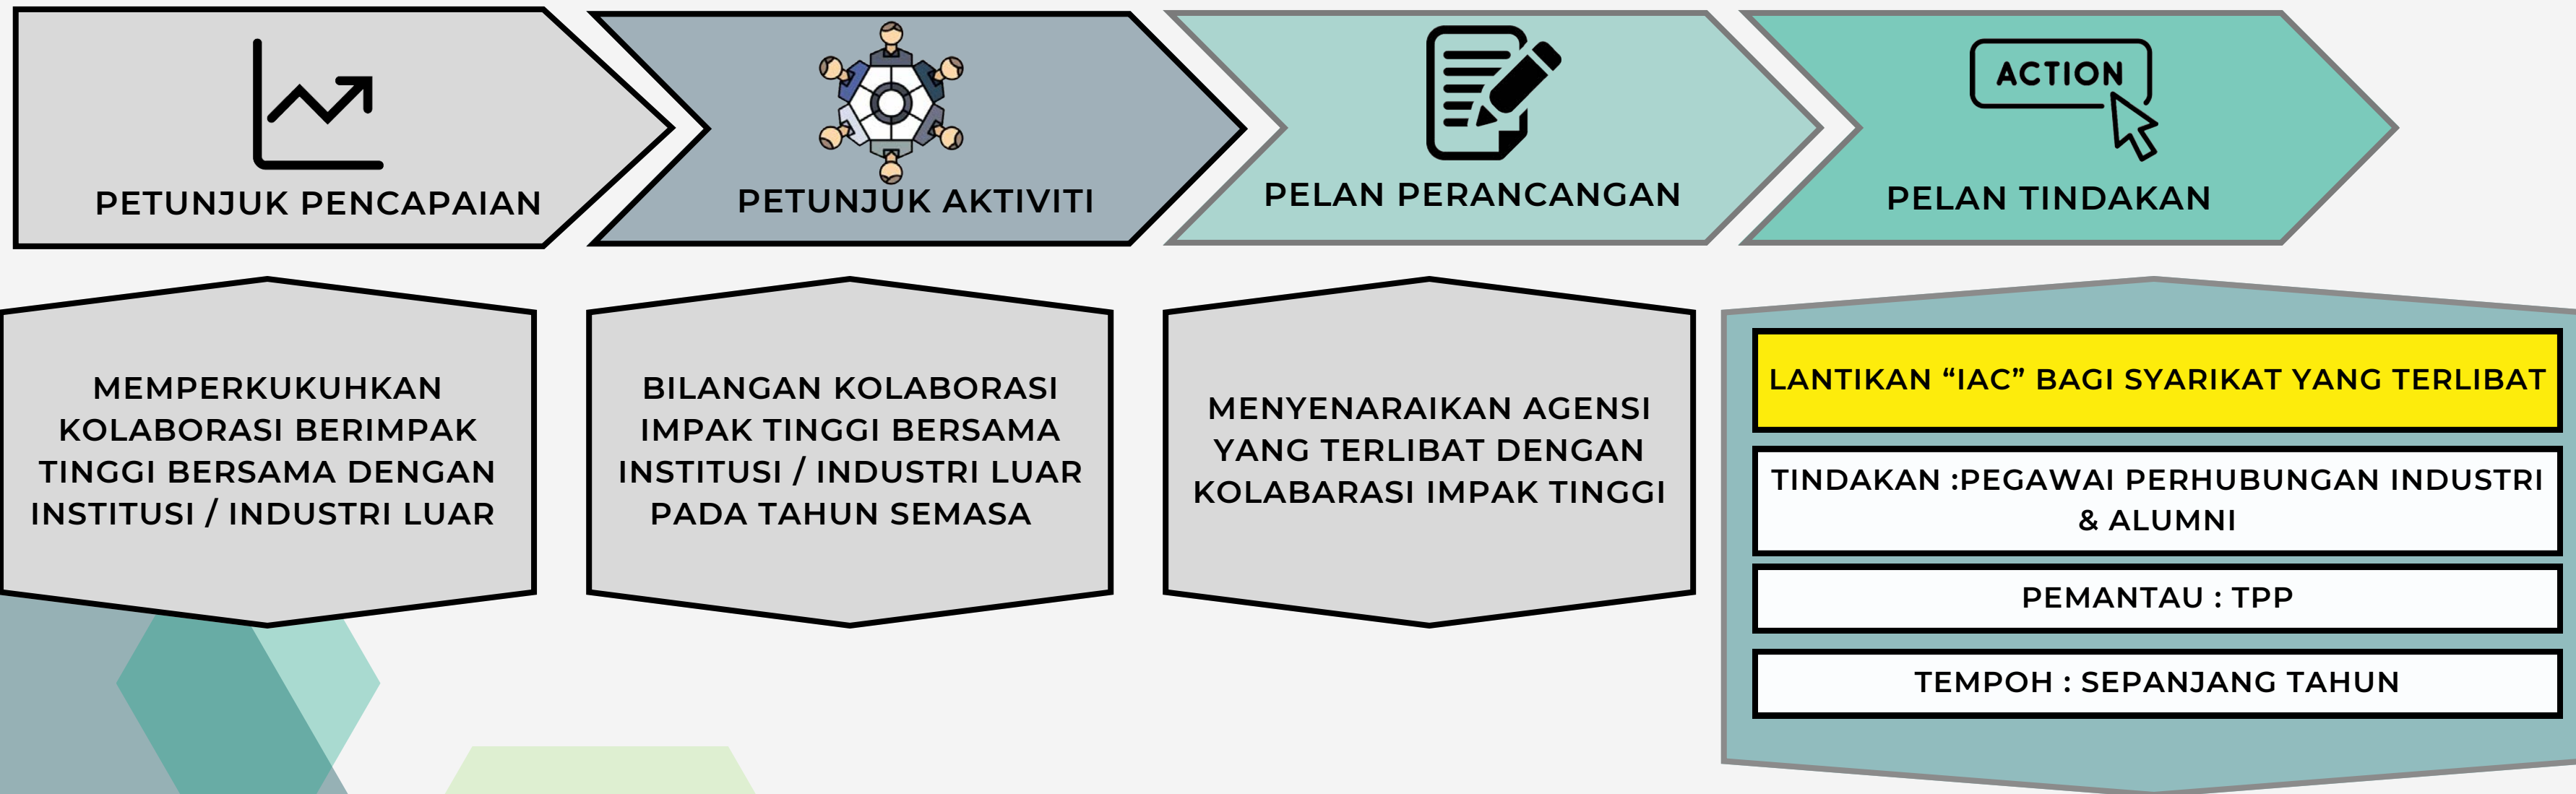 PETUNJUK PENCAPAIAN
PETUNJUK AKTIVITI
PELAN PERANCANGAN
ACTION
PELAN TINDAKAN
MEMPERKUKUHKAN
KOLABORASI BERIMPAK
TINGGI BERSAMA DENGAN
INSTITUSI / INDUSTRI LUAR
BILANGAN KOLABORASI
IMPAK TINGGI BERSAMA
INSTITUSI / INDUSTRI LUAR
PADA TAHUN SEMASA
MENYENARAIKAN AGENSI
YANG TERLIBAT DENGAN
KOLABARASI IMPAK TINGGI
LANTIKAN “IAC” BAGI SYARIKAT YANG TERLIBAT
TINDAKAN :PEGAWAI PERHUBUNGAN INDUSTRI
& ALUMNI
PEMANTAU : TPP
TEMPOH : SEPANJANG TAHUN